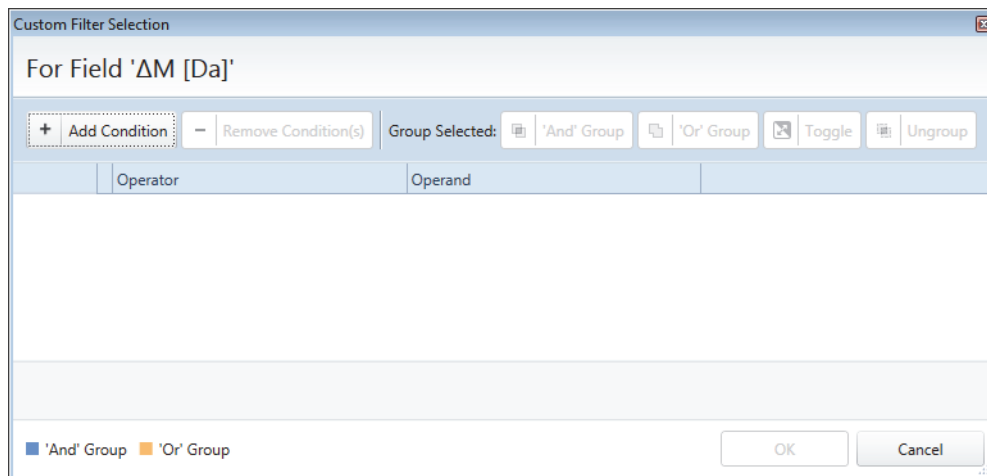 Custom Filter Selection
For Field 'ΔM [Da]'
+ Add Condition − Remove Condition(s) Group Selected: 'And' Group 'Or' Group Toggle Ungroup
Operator Operand
'And' Group 'Or' Group OK Cancel